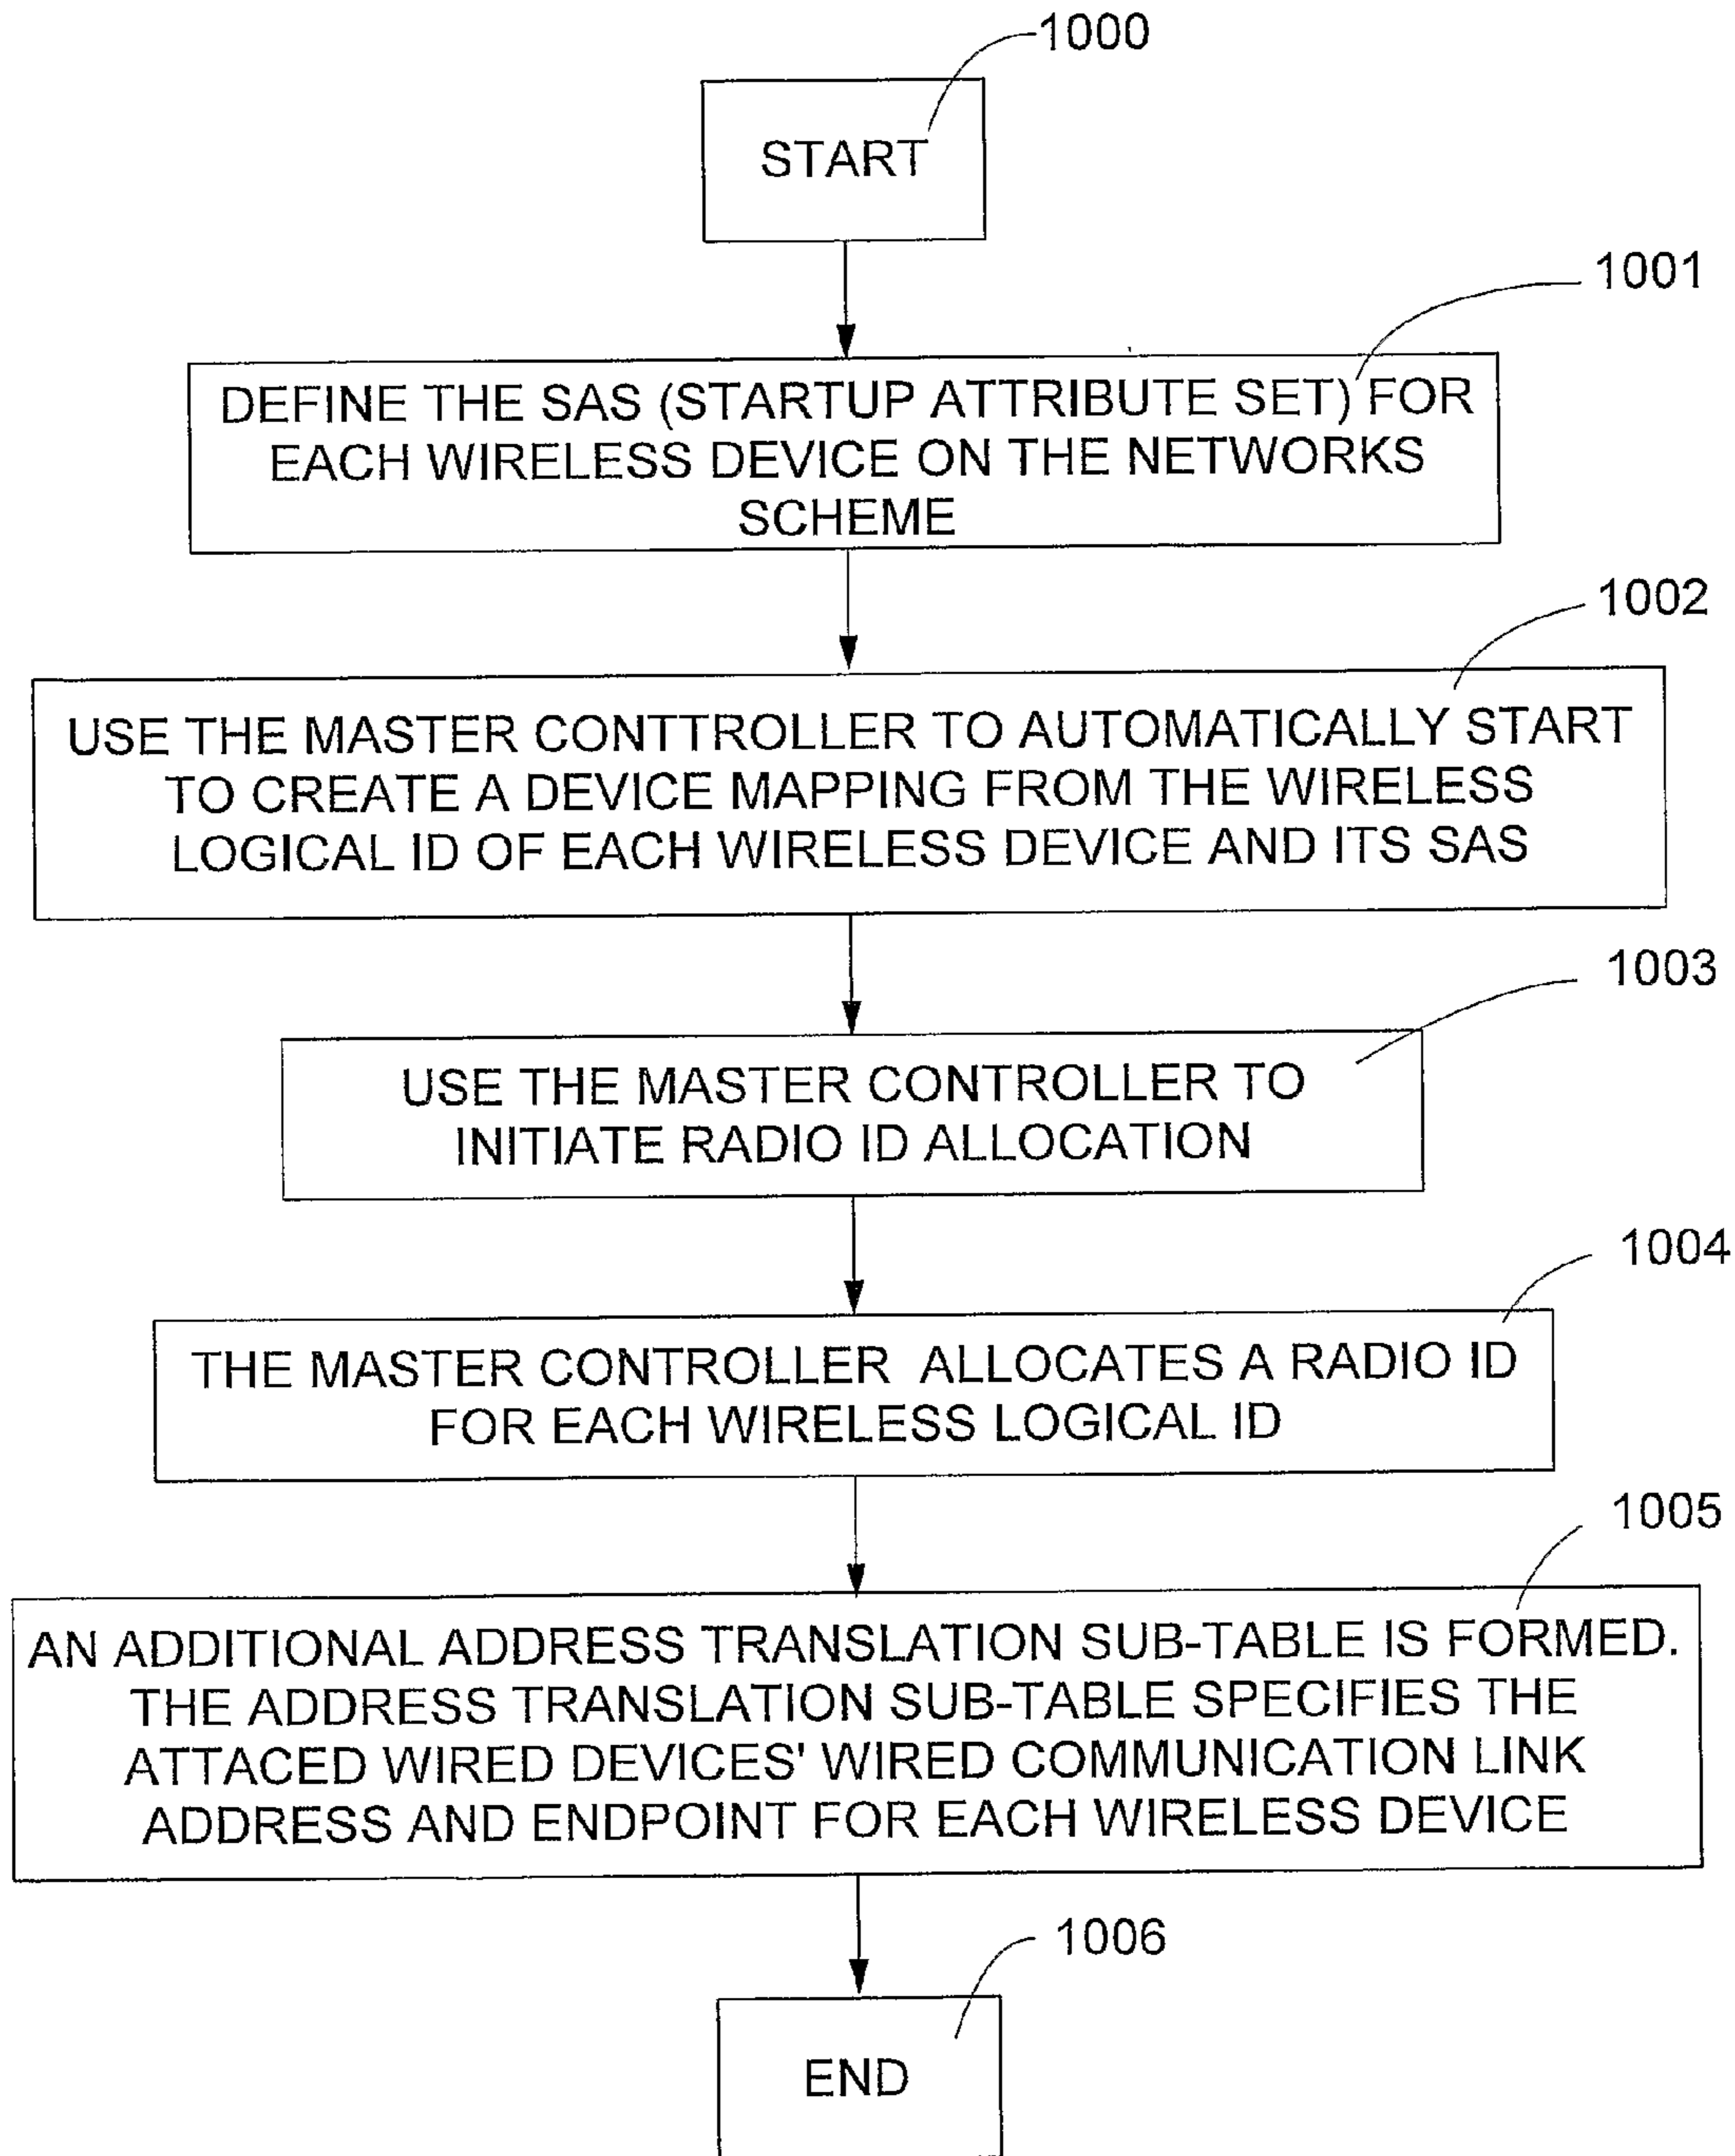 1000
START
1001
DEFINE THE SAS (STARTUP ATTRIBUTE SET) FOR
EACH WIRELESS DEVICE ON THE NETWORKS
SCHEME
1002
USE THE MASTER CONTTROLLER TO AUTOMATICALLY START
TO CREATE A DEVICE MAPPING FROM THE WIRELESS
LOGICAL ID OF EACH WIRELESS DEVICE AND ITS SAS
1003
USE THE MASTER CONTROLLER TO
INITIATE RADIO ID ALLOCATION
1004
THE MASTER CONTROLLER ALLOCATES A RADIO ID
FOR EACH WIRELESS LOGICAL ID
1005
AN ADDITIONAL ADDRESS TRANSLATION SUB-TABLE IS FORMED.
THE ADDRESS TRANSLATION SUB-TABLE SPECIFIES THE
ATTACED WIRED DEVICES' WIRED COMMUNICATION LINK
ADDRESS AND ENDPOINT FOR EACH WIRELESS DEVICE
1006
END